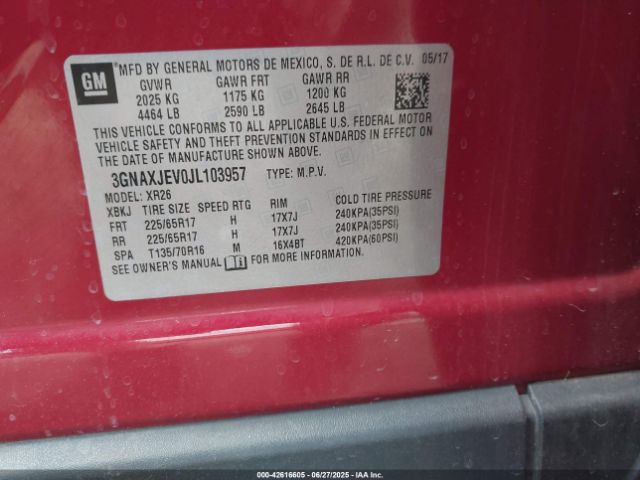 GM
MFD BY GENERAL MOTORS DE MEXICO, S. DE R.L. DE C.V. 05/17
GVWR GAWR FRT GAWR RR
2025 KG 1175 KG 1200 KG
4464 LB 2590 LB 2645 LB
THIS VEHICLE CONFORMS TO ALL APPLICABLE U.S. FEDERAL MOTOR
VEHICLE SAFETY AND THEFT PREVENTION STANDARDS IN EFFECT ON
THE DATE OF MANUFACTURE SHOWN ABOVE.
3GNAXJEV0JL103957 TYPE: M.P.V.
MODEL: XR26
XBKJ TIRE SIZE SPEED RTG RIM COLD TIRE PRESSURE
FRT 225/65R17 H 17X7J 240KPA(35PSI)
RR 225/65R17 H 17X7J 240KPA(35PSI)
SPA T135/70R16 M 16X4BT 420KPA(60PSI)
SEE OWNER'S MANUAL FOR MORE INFORMATION.
000-42616605 - 06/27/2025 - IAAI.COM